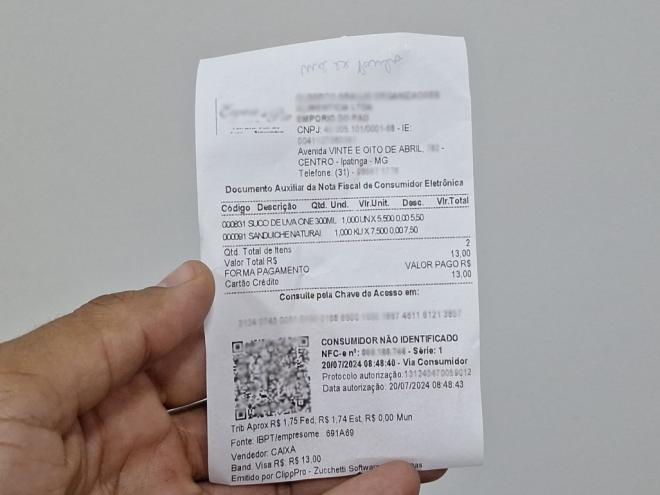 EMPORIO DO PAO
CNPJ: - IE:
Avenida VINTE E OITO DE ABRIL, -
CENTRO - Ipatinga - MG
Telefone: (31) -
Documento Auxiliar da Nota Fiscal de Consumidor Eletrônica
Código Descrição Qtd. Und. Vlr.Unit. Desc. Vlr.Total
000831 SUCO DE UVA ONE 300ML 1,000 UN X 5,500 0,00 5,50
000091 SANDUICHE NATURAL 1,000 KU X 7,500 0,00 7,50
Qtd. Total de Itens 2
Valor Total R$ 13,00
FORMA PAGAMENTO VALOR PAGO R$
Cartão Crédito 13,00
Consulte pela Chave de Acesso em:
CONSUMIDOR NÃO IDENTIFICADO
NFC-e nº: - Série: 1
20/07/2024 08:48:40 - Via Consumidor
Protocolo autorização:
Data autorização: 20/07/2024 08:48:43
Trib Aprox R$ 1,75 Fed, R$ 1,74 Est, R$ 0,00 Mun
Fonte: IBPT/empresome 691A69
Vendedor: CAIXA
Band. Visa R$: R$ 13,00
Emitido por ClippPro - Zucchetti Software